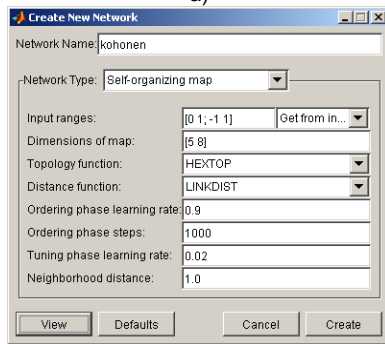 a)
Create New Network
Network Name: kohonen
Network Type: Self-organizing map
Input ranges: [0 1; -1 1] Get from in...
Dimensions of map: [5 8]
Topology function: HEXTOP
Distance function: LINKDIST
Ordering phase learning rate: 0.9
Ordering phase steps: 1000
Tuning phase learning rate: 0.02
Neighborhood distance: 1.0
View Defaults Cancel Create